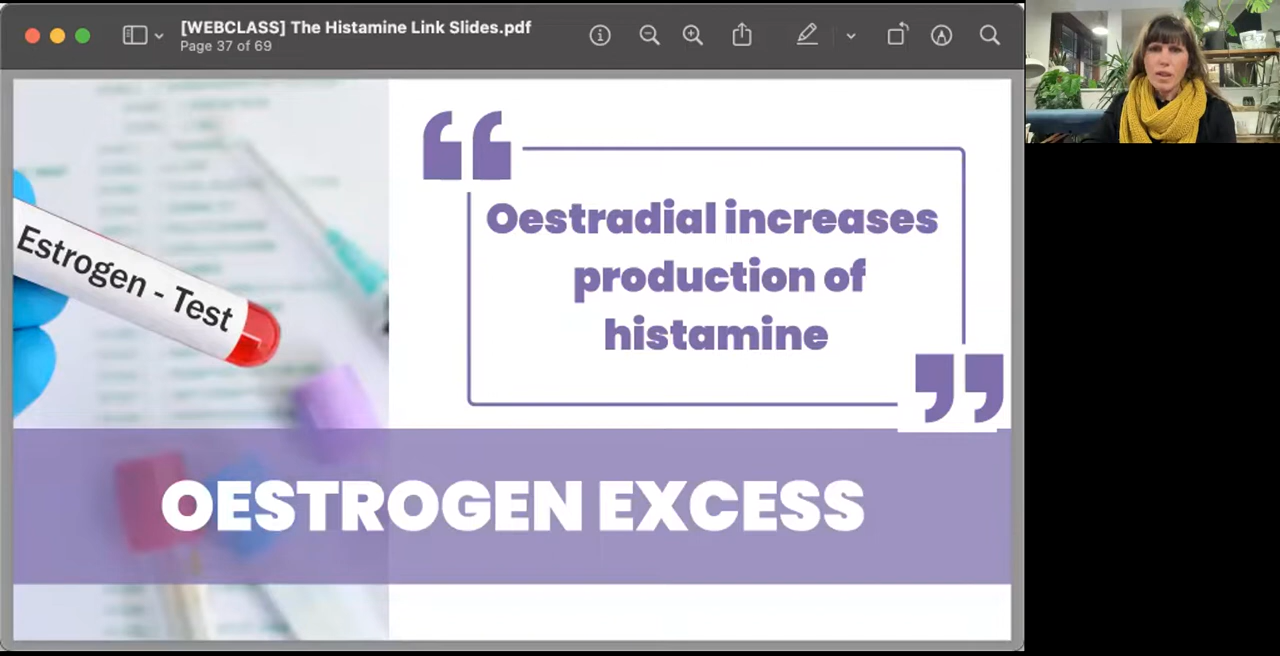 [WEBCLASS] The Histamine Link Slides.pdf
Page 37 of 69
Estrogen - Test
“
Oestradial increases
production of
histamine
”
OESTROGEN EXCESS